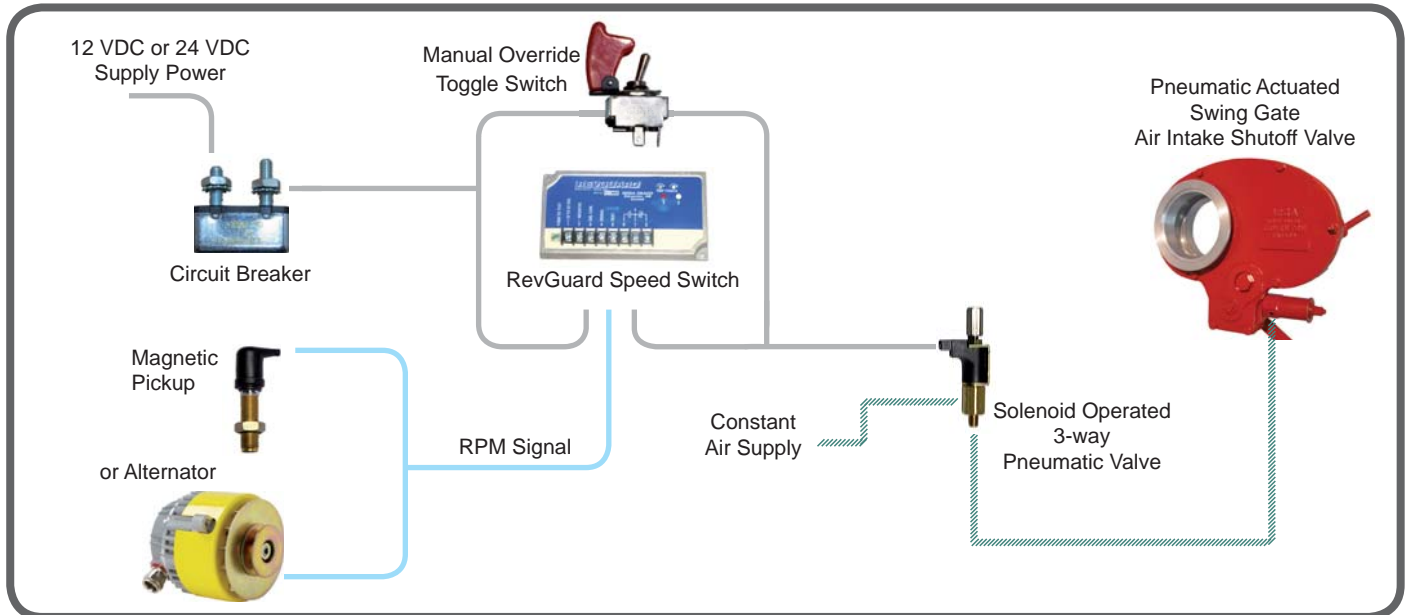 12 VDC or 24 VDC
Supply Power
Manual Override
Toggle Switch
Pneumatic Actuated
Swing Gate
Air Intake Shutoff Valve
REVGUARD
Circuit Breaker
RevGuard Speed Switch
Magnetic
Pickup
Constant
Air Supply
Solenoid Operated
3-way
Pneumatic Valve
RPM Signal
or Alternator